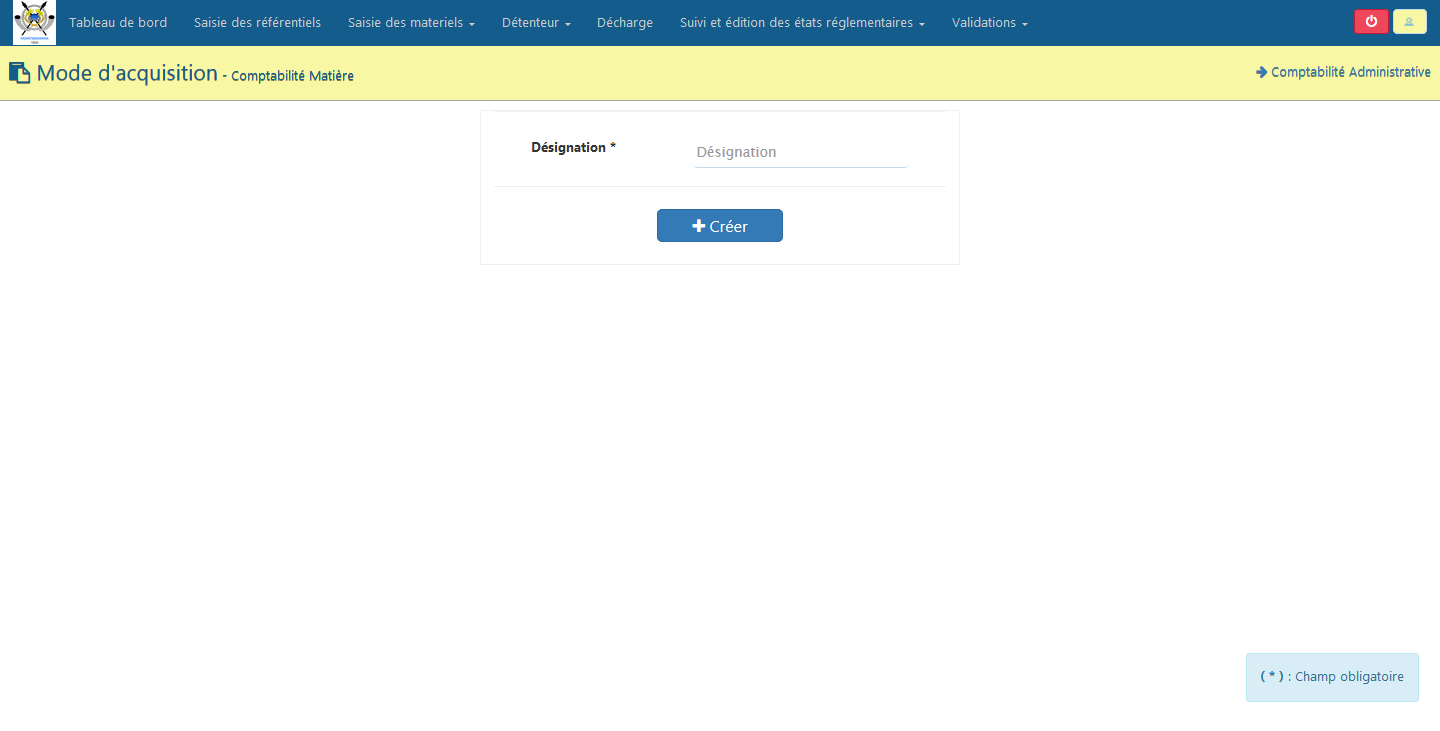 Tableau de bord Saisie des référentiels Saisie des materiels Détenteur Décharge Suivi et édition des états réglementaires Validations
Mode d'acquisition - Comptabilité Matière
Comptabilité Administrative
Désignation *
Désignation
Créer
( * ) : Champ obligatoire